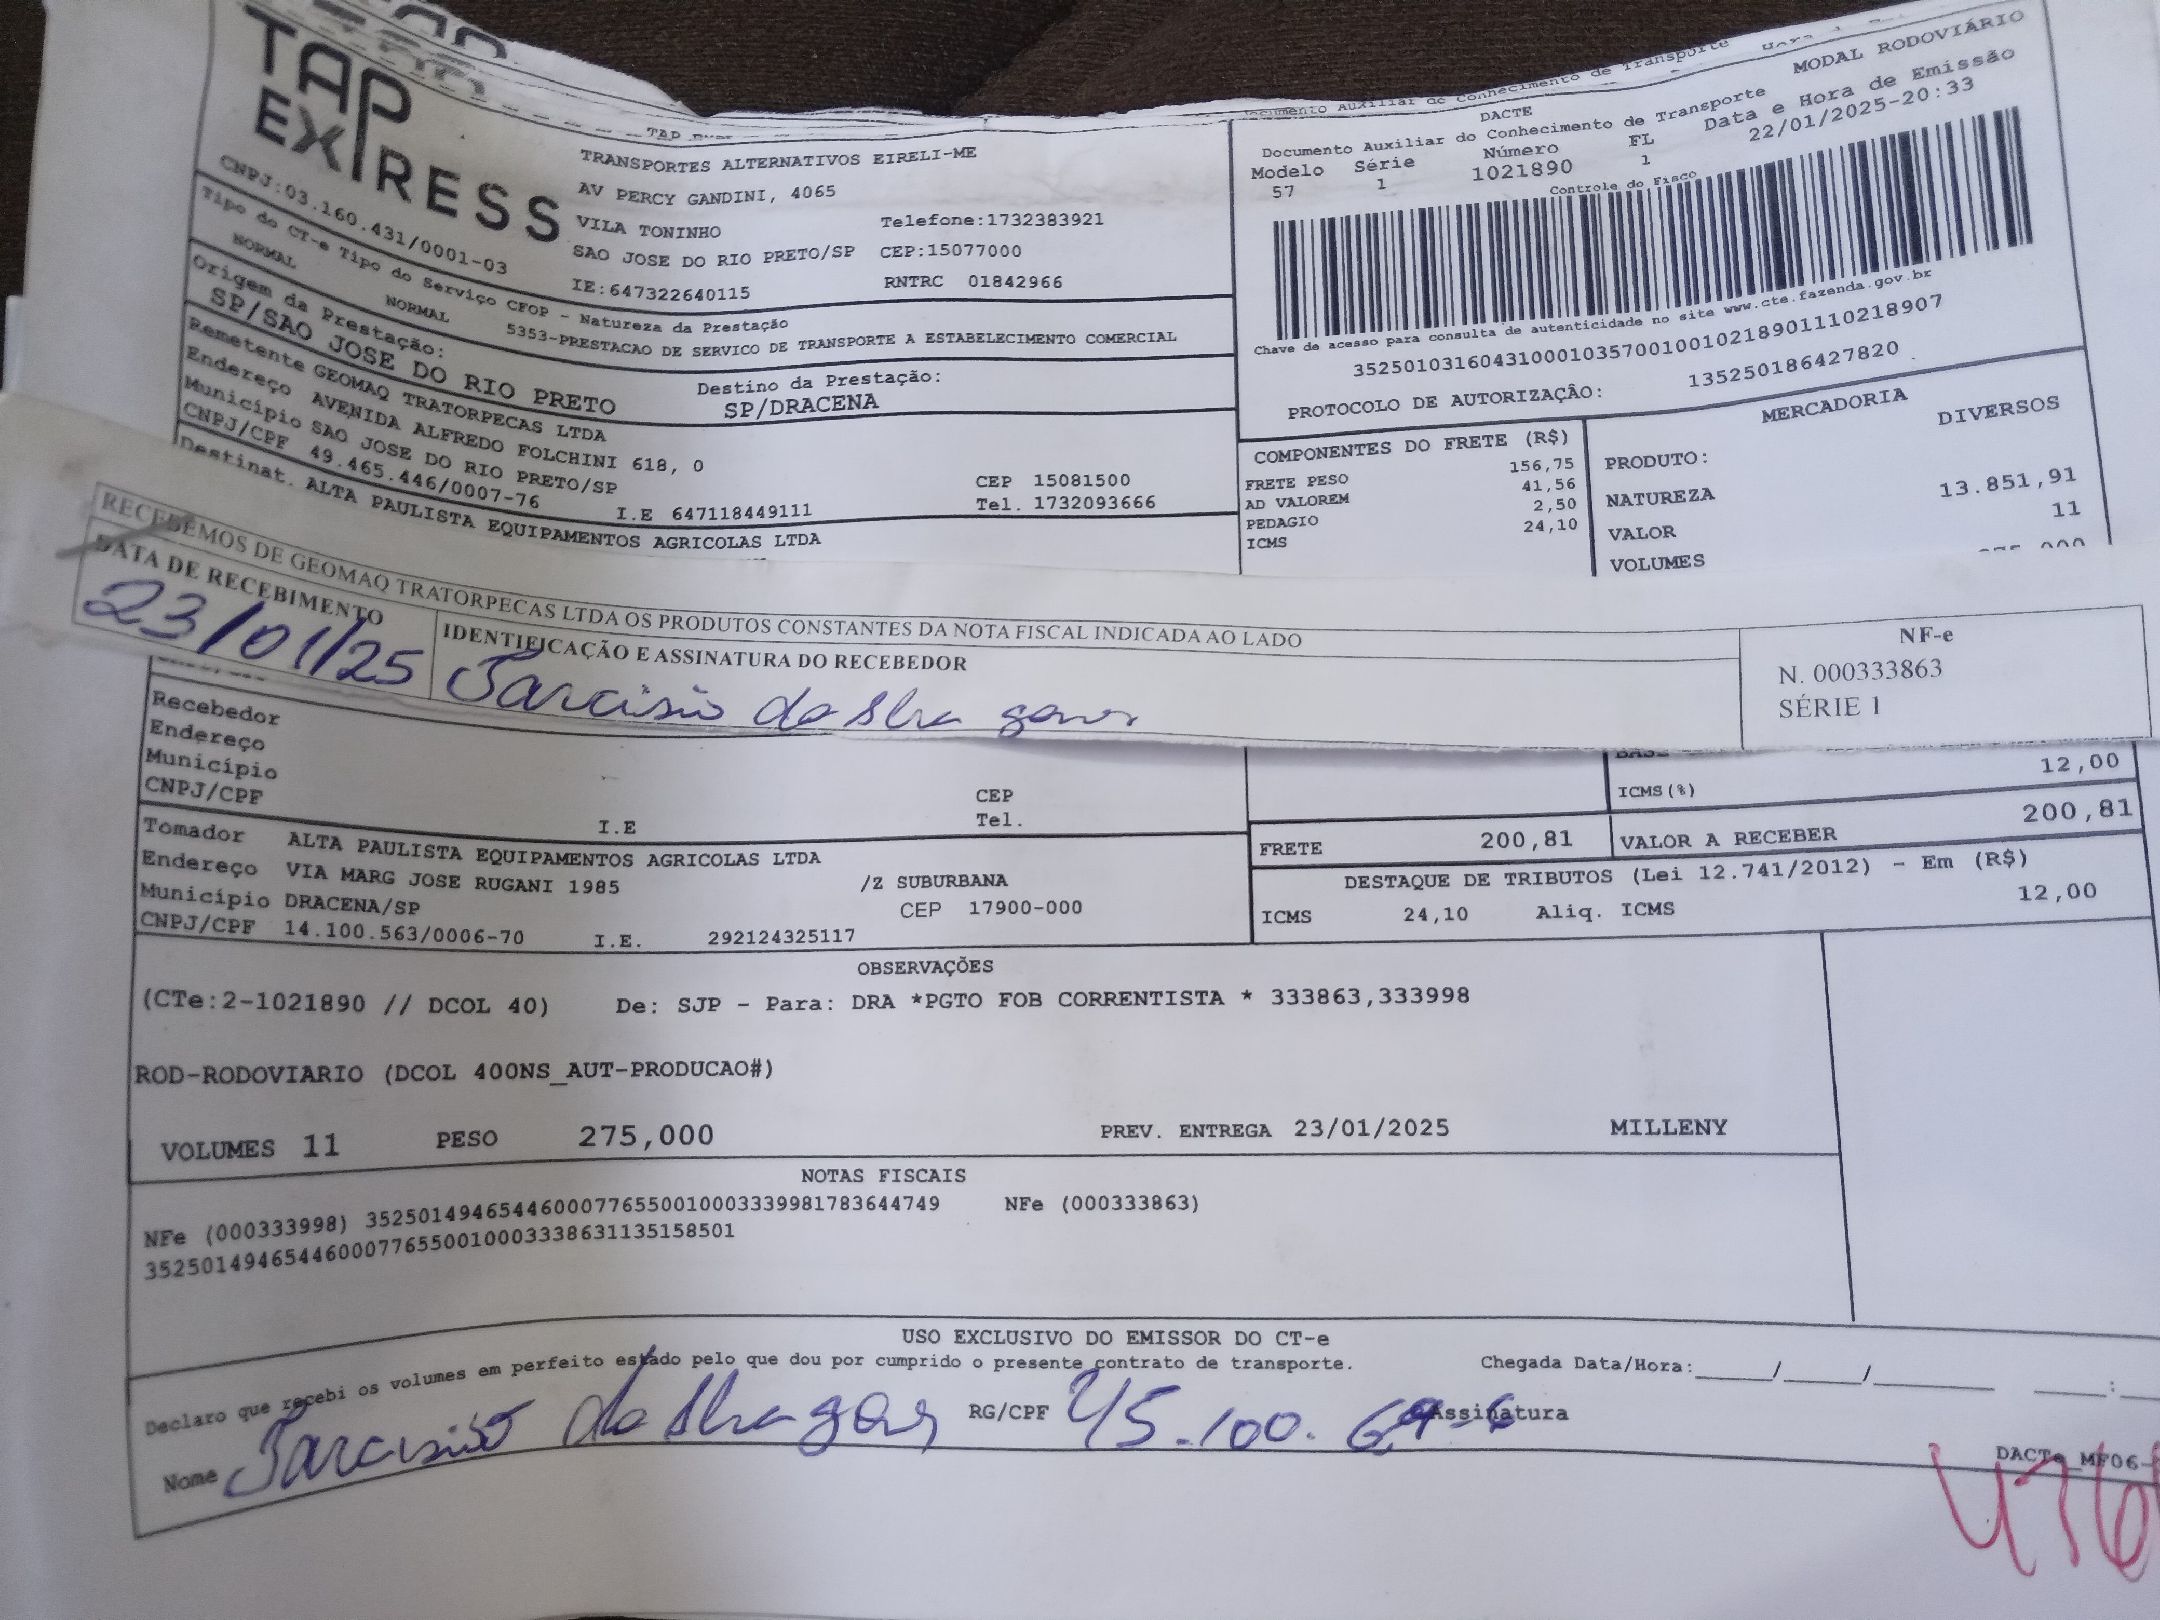 TAP
EXPRESS
CNPJ:03.160.431/0001-03
TRANSPORTES ALTERNATIVOS EIRELI-ME
AV PERCY GANDINI, 4065
VILA TONINHO Telefone:1732383921
SAO JOSE DO RIO PRETO/SP CEP:15077000
IE:647322640115 RNTRC 01842966
Documento Auxiliar do Conhecimento de Transporte
DACTE MODAL RODOVIÁRIO
Documento Auxiliar do Conhecimento de Transporte Data e Hora de Emissão
Modelo Série Número FL 22/01/2025-20:33
57 1 1021890 1
Controle do Fisco
Chave de acesso para consulta de autenticidade no site www.cte.fazenda.gov.br
35250103160431000103570010010218901110218907
PROTOCOLO DE AUTORIZAÇÃO: 135250186427820
Tipo do CT-e Tipo do Serviço CFOP - Natureza da Prestação
NORMAL NORMAL 5353-PRESTACAO DE SERVICO DE TRANSPORTE A ESTABELECIMENTO COMERCIAL
Origem da Prestação: Destino da Prestação:
SP/SAO JOSE DO RIO PRETO SP/DRACENA
Remetente GEOMAQ TRATORPECAS LTDA
Endereço AVENIDA ALFREDO FOLCHINI 618, 0
Município SAO JOSE DO RIO PRETO/SP CEP 15081500
CNPJ/CPF 49.465.446/0007-76 I.E 647118449111 Tel. 1732093666
Destinat. ALTA PAULISTA EQUIPAMENTOS AGRICOLAS LTDA
COMPONENTES DO FRETE (R$)
FRETE PESO 156,75
AD VALOREM 41,56
PEDAGIO 2,50
ICMS 24,10
MERCADORIA
PRODUTO: DIVERSOS
NATUREZA
VALOR 13.851,91
VOLUMES 11
RECEBEMOS DE GEOMAQ TRATORPECAS LTDA OS PRODUTOS CONSTANTES DA NOTA FISCAL INDICADA AO LADO
DATA DE RECEBIMENTO IDENTIFICAÇÃO E ASSINATURA DO RECEBEDOR
23/01/25
NF-e
N. 000333863
SÉRIE 1
Recebedor
Endereço
Município CEP
CNPJ/CPF I.E Tel.
12,00
ICMS(%)
FRETE 200,81 VALOR A RECEBER 200,81
DESTAQUE DE TRIBUTOS (Lei 12.741/2012) - Em (R$)
ICMS 24,10 Aliq. ICMS 12,00
Tomador ALTA PAULISTA EQUIPAMENTOS AGRICOLAS LTDA
Endereço VIA MARG JOSE RUGANI 1985 /Z SUBURBANA
Município DRACENA/SP CEP 17900-000
CNPJ/CPF 14.100.563/0006-70 I.E. 292124325117
OBSERVAÇÕES
(CTe:2-1021890 // DCOL 40) De: SJP - Para: DRA *PGTO FOB CORRENTISTA * 333863,333998
ROD-RODOVIARIO (DCOL 400NS_AUT-PRODUCAO#)
VOLUMES 11 PESO 275,000 PREV. ENTREGA 23/01/2025 MILLENY
NOTAS FISCAIS
NFe (000333998) 35250149465446000776550010003339981783644749 NFe (000333863)
35250149465446000776550010003338631135158501
USO EXCLUSIVO DO EMISSOR DO CT-e
Declaro que recebi os volumes em perfeito estado pelo que dou por cumprido o presente contrato de transporte. Chegada Data/Hora:____/____/____ ____:
Nome RG/CPF 45.100. Assinatura
DACTe_MF06-